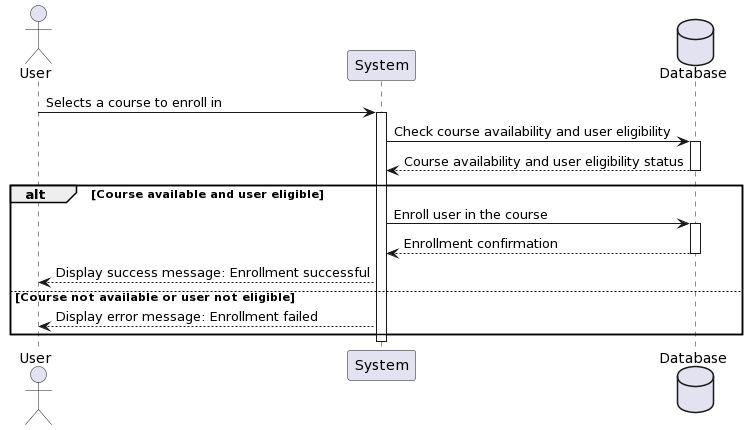 User
System
Database
Selects a course to enroll in
Check course availability and user eligibility
Course availability and user eligibility status
alt [Course available and user eligible]
Enroll user in the course
Enrollment confirmation
Display success message: Enrollment successful
[Course not available or user not eligible]
Display error message: Enrollment failed
User
System
Database